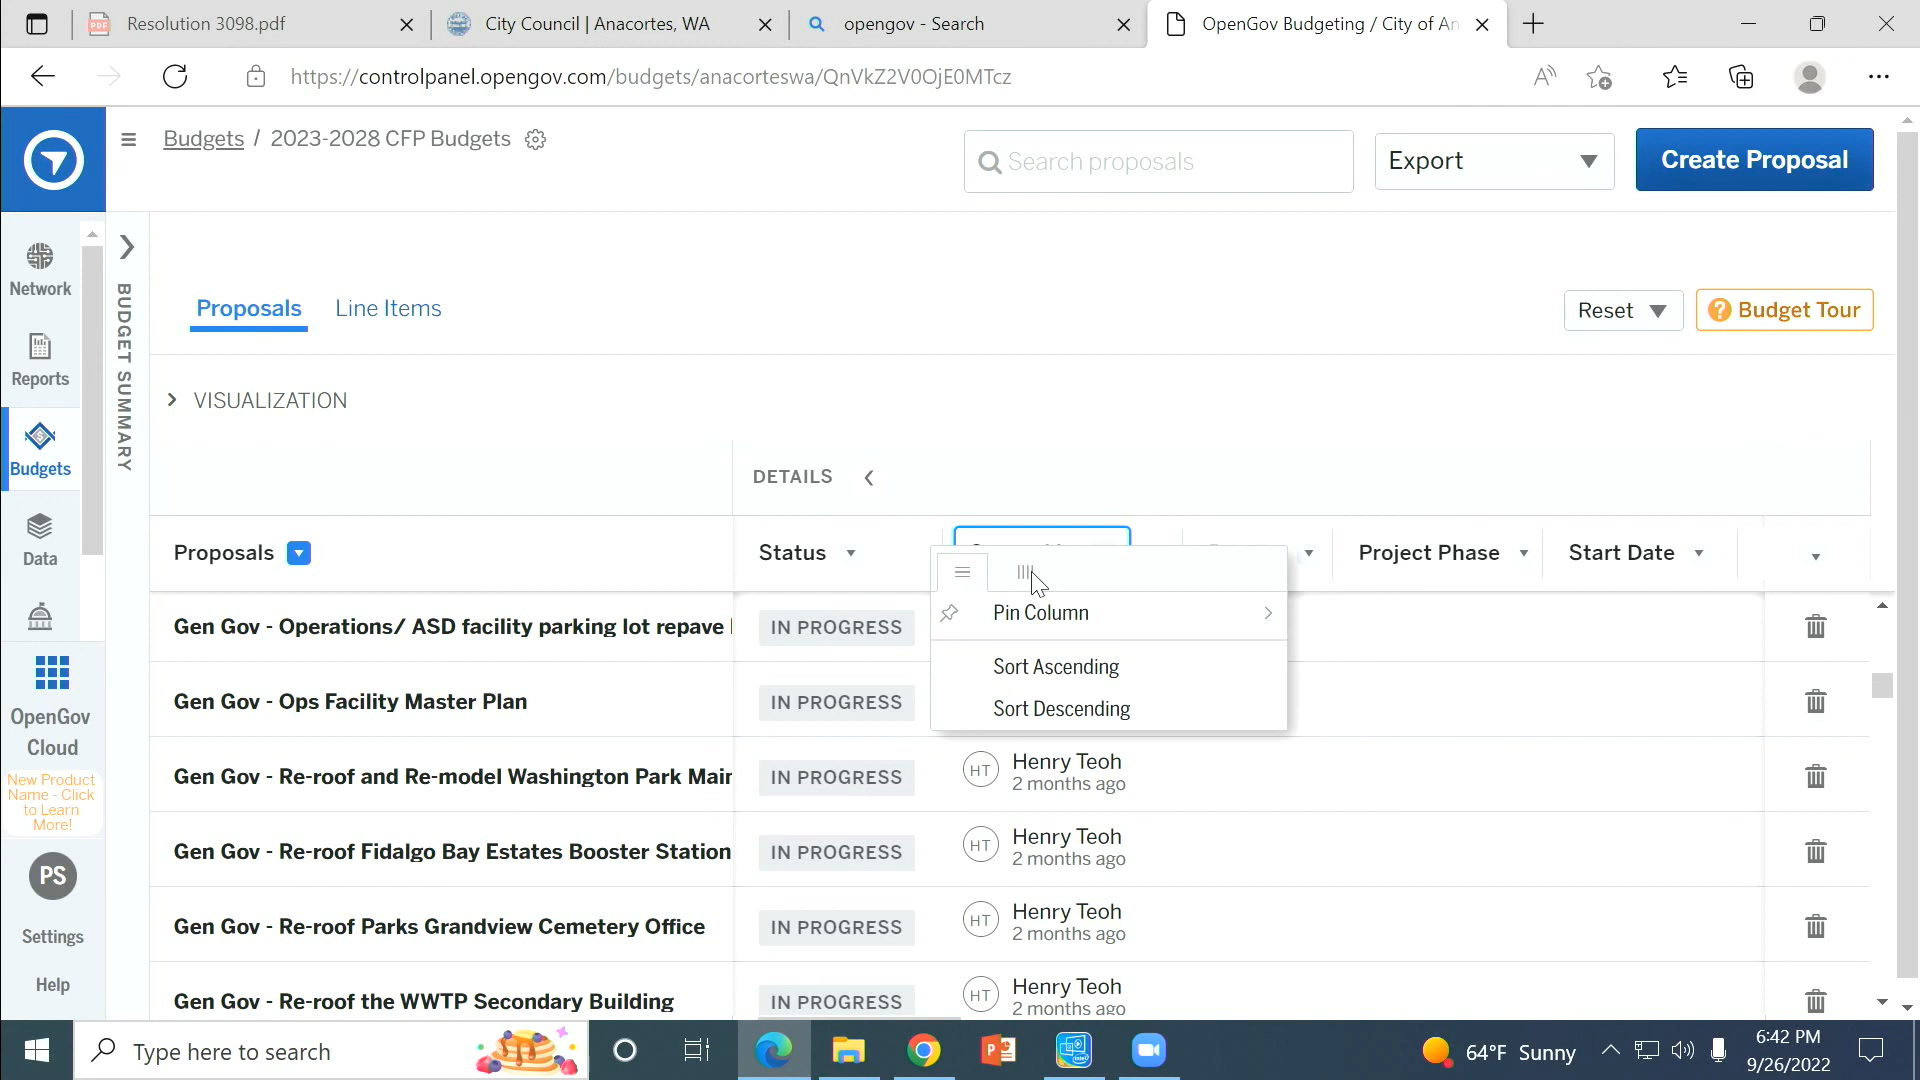 Resolution 3098.pdf
City Council | Anacortes, WA
opengov - Search
OpenGov Budgeting / City of An
https://controlpanel.opengov.com/budgets/anacorteswa/QnVkZ2V0OjE0MTcz
Budgets / 2023-2028 CFP Budgets
Search proposals
Export
Create Proposal
Network
Reports
Budgets
Data
OpenGov
Cloud
New Product
Name - Click
to Learn
More!
PS
Settings
Help
BUDGET SUMMARY
Proposals
Line Items
Reset
Budget Tour
VISUALIZATION
DETAILS
Proposals
Status
Project Phase
Start Date
Pin Column
Sort Ascending
Sort Descending
Gen Gov - Operations/ ASD facility parking lot repave
IN PROGRESS
Gen Gov - Ops Facility Master Plan
IN PROGRESS
Gen Gov - Re-roof and Re-model Washington Park Mair
IN PROGRESS
HT
Henry Teoh
2 months ago
Gen Gov - Re-roof Fidalgo Bay Estates Booster Station
IN PROGRESS
HT
Henry Teoh
2 months ago
Gen Gov - Re-roof Parks Grandview Cemetery Office
IN PROGRESS
HT
Henry Teoh
2 months ago
Gen Gov - Re-roof the WWTP Secondary Building
IN PROGRESS
HT
Henry Teoh
2 months ago
Type here to search
64°F Sunny
6:42 PM
9/26/2022